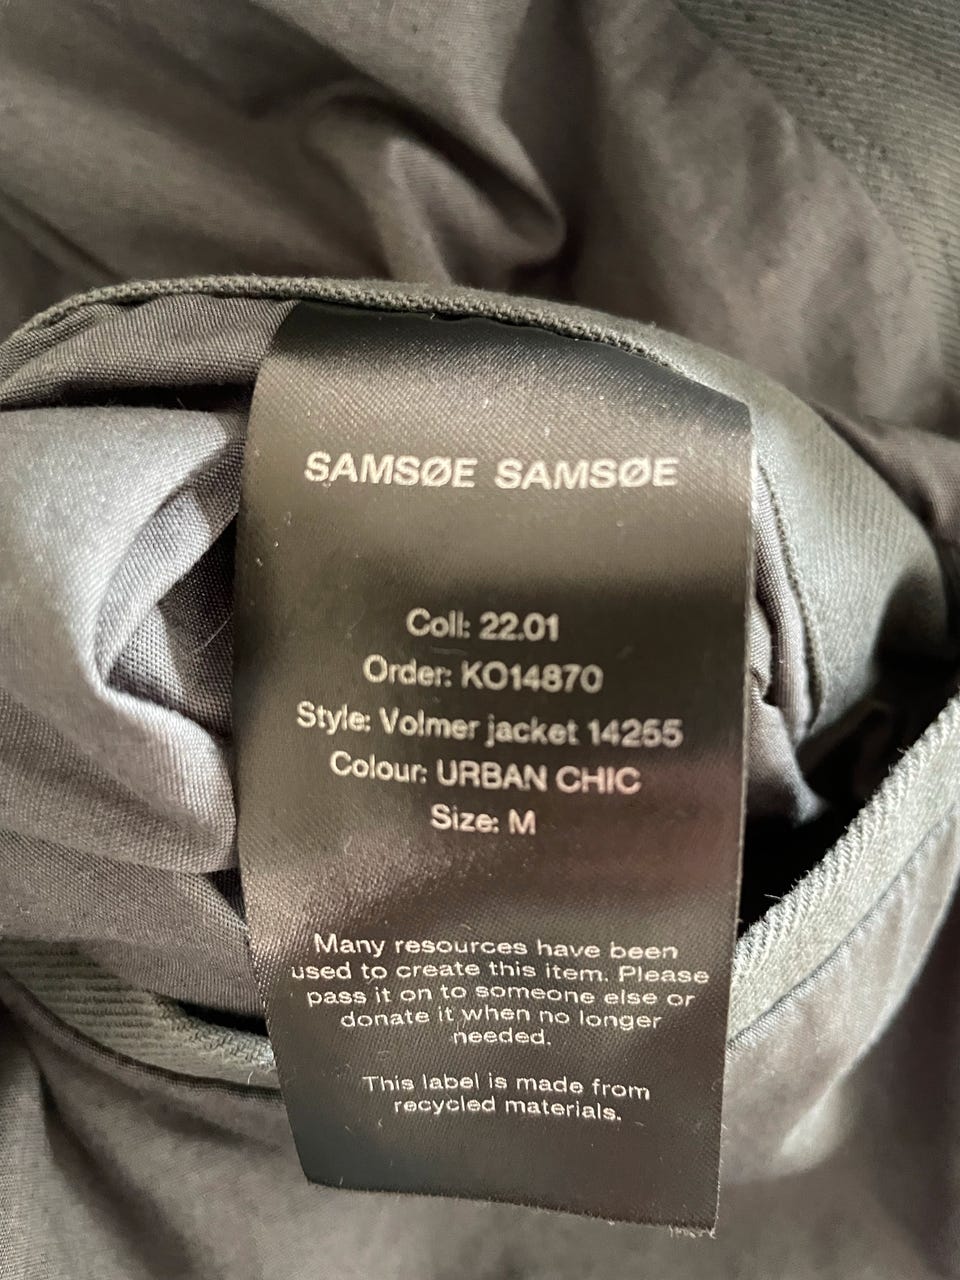 SAMSØE SAMSØE
Coll: 22.01
Order: KO14870
Style: Volmer jacket 14255
Colour: URBAN CHIC
Size: M
Many resources have been
used to create this item. Please
pass it on to someone else or
donate it when no longer
needed.
This label is made from
recycled materials.